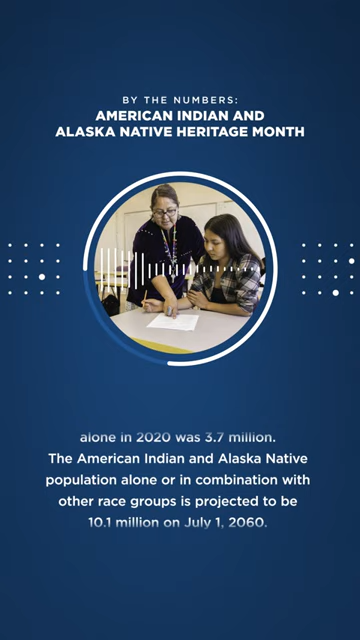 BY THE NUMBERS:
AMERICAN INDIAN AND
ALASKA NATIVE HERITAGE MONTH
alone in 2020 was 3.7 million.
The American Indian and Alaska Native
population alone or in combination with
other race groups is projected to be
10.1 million on July 1, 2060.